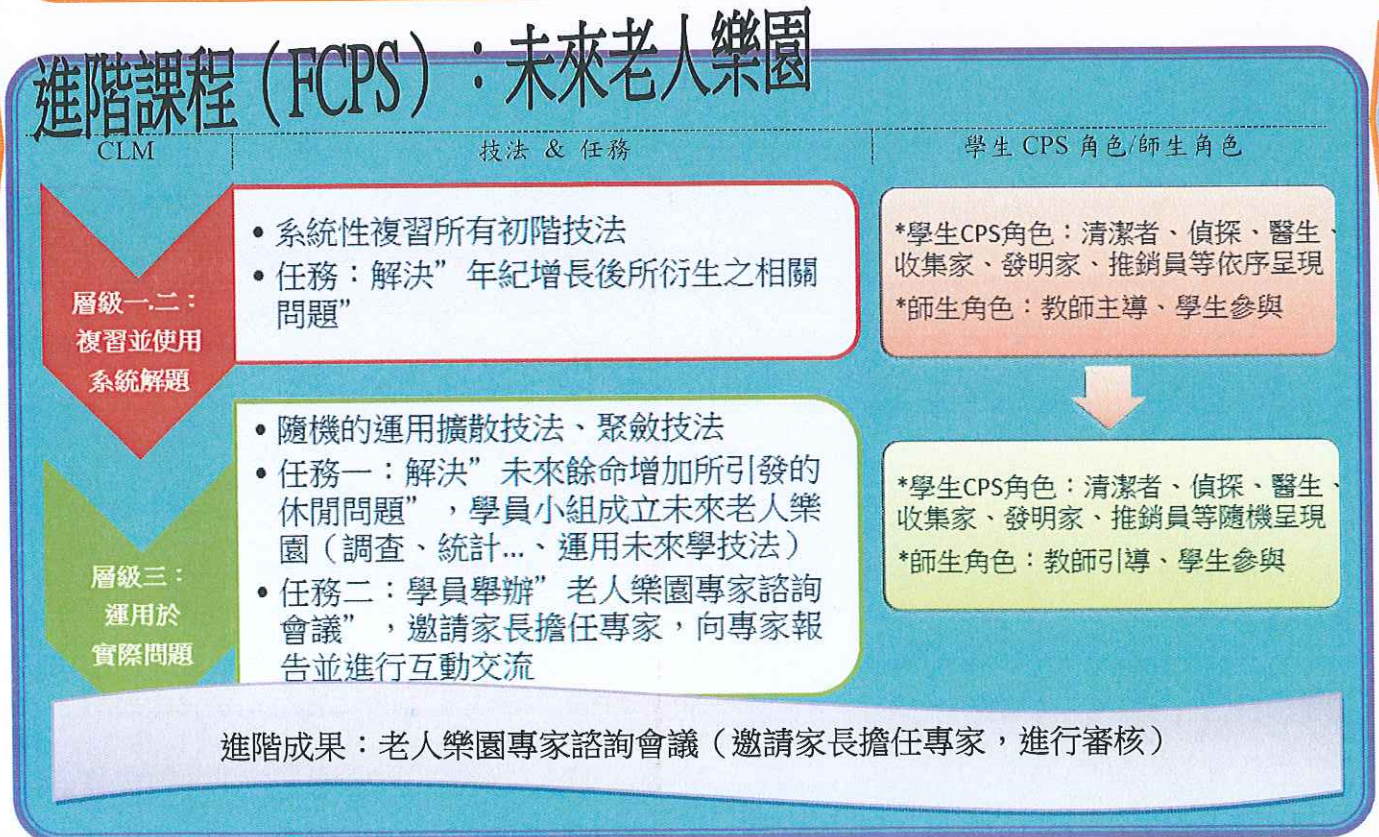 進階課程（FCPS）：未來老人樂園
CLM
技法 & 任務
學生 CPS 角色/師生角色
層級一.二：
複習並使用
系統解題
•系統性複習所有初階技法
•任務：解決”年紀增長後所衍生之相關
問題”
*學生CPS角色：清潔者、偵探、醫生、
收集家、發明家、推銷員等依序呈現
*師生角色：教師主導、學生參與
層級三：
運用於
實際問題
•隨機的運用擴散技法、聚斂技法
•任務一：解決”未來餘命增加所引發的
休閒問題”，學員小組成立未來老人樂
園（調查、統計...、運用未來學技法）
•任務二：學員舉辦”老人樂園專家諮詢
會議”，邀請家長擔任專家，向專家報
告並進行互動交流
*學生CPS角色：清潔者、偵探、醫生、
收集家、發明家、推銷員等隨機呈現
*師生角色：教師引導、學生參與
進階成果：老人樂園專家諮詢會議（邀請家長擔任專家，進行審核）